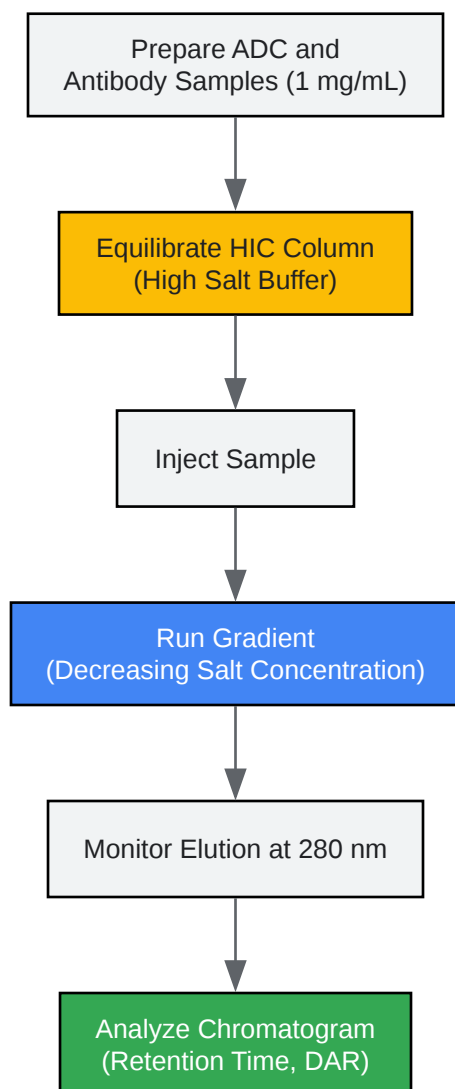 Prepare ADC and
Antibody Samples (1 mg/mL)
Equilibrate HIC Column
(High Salt Buffer)
Inject Sample
Run Gradient
(Decreasing Salt Concentration)
Monitor Elution at 280 nm
Analyze Chromatogram
(Retention Time, DAR)